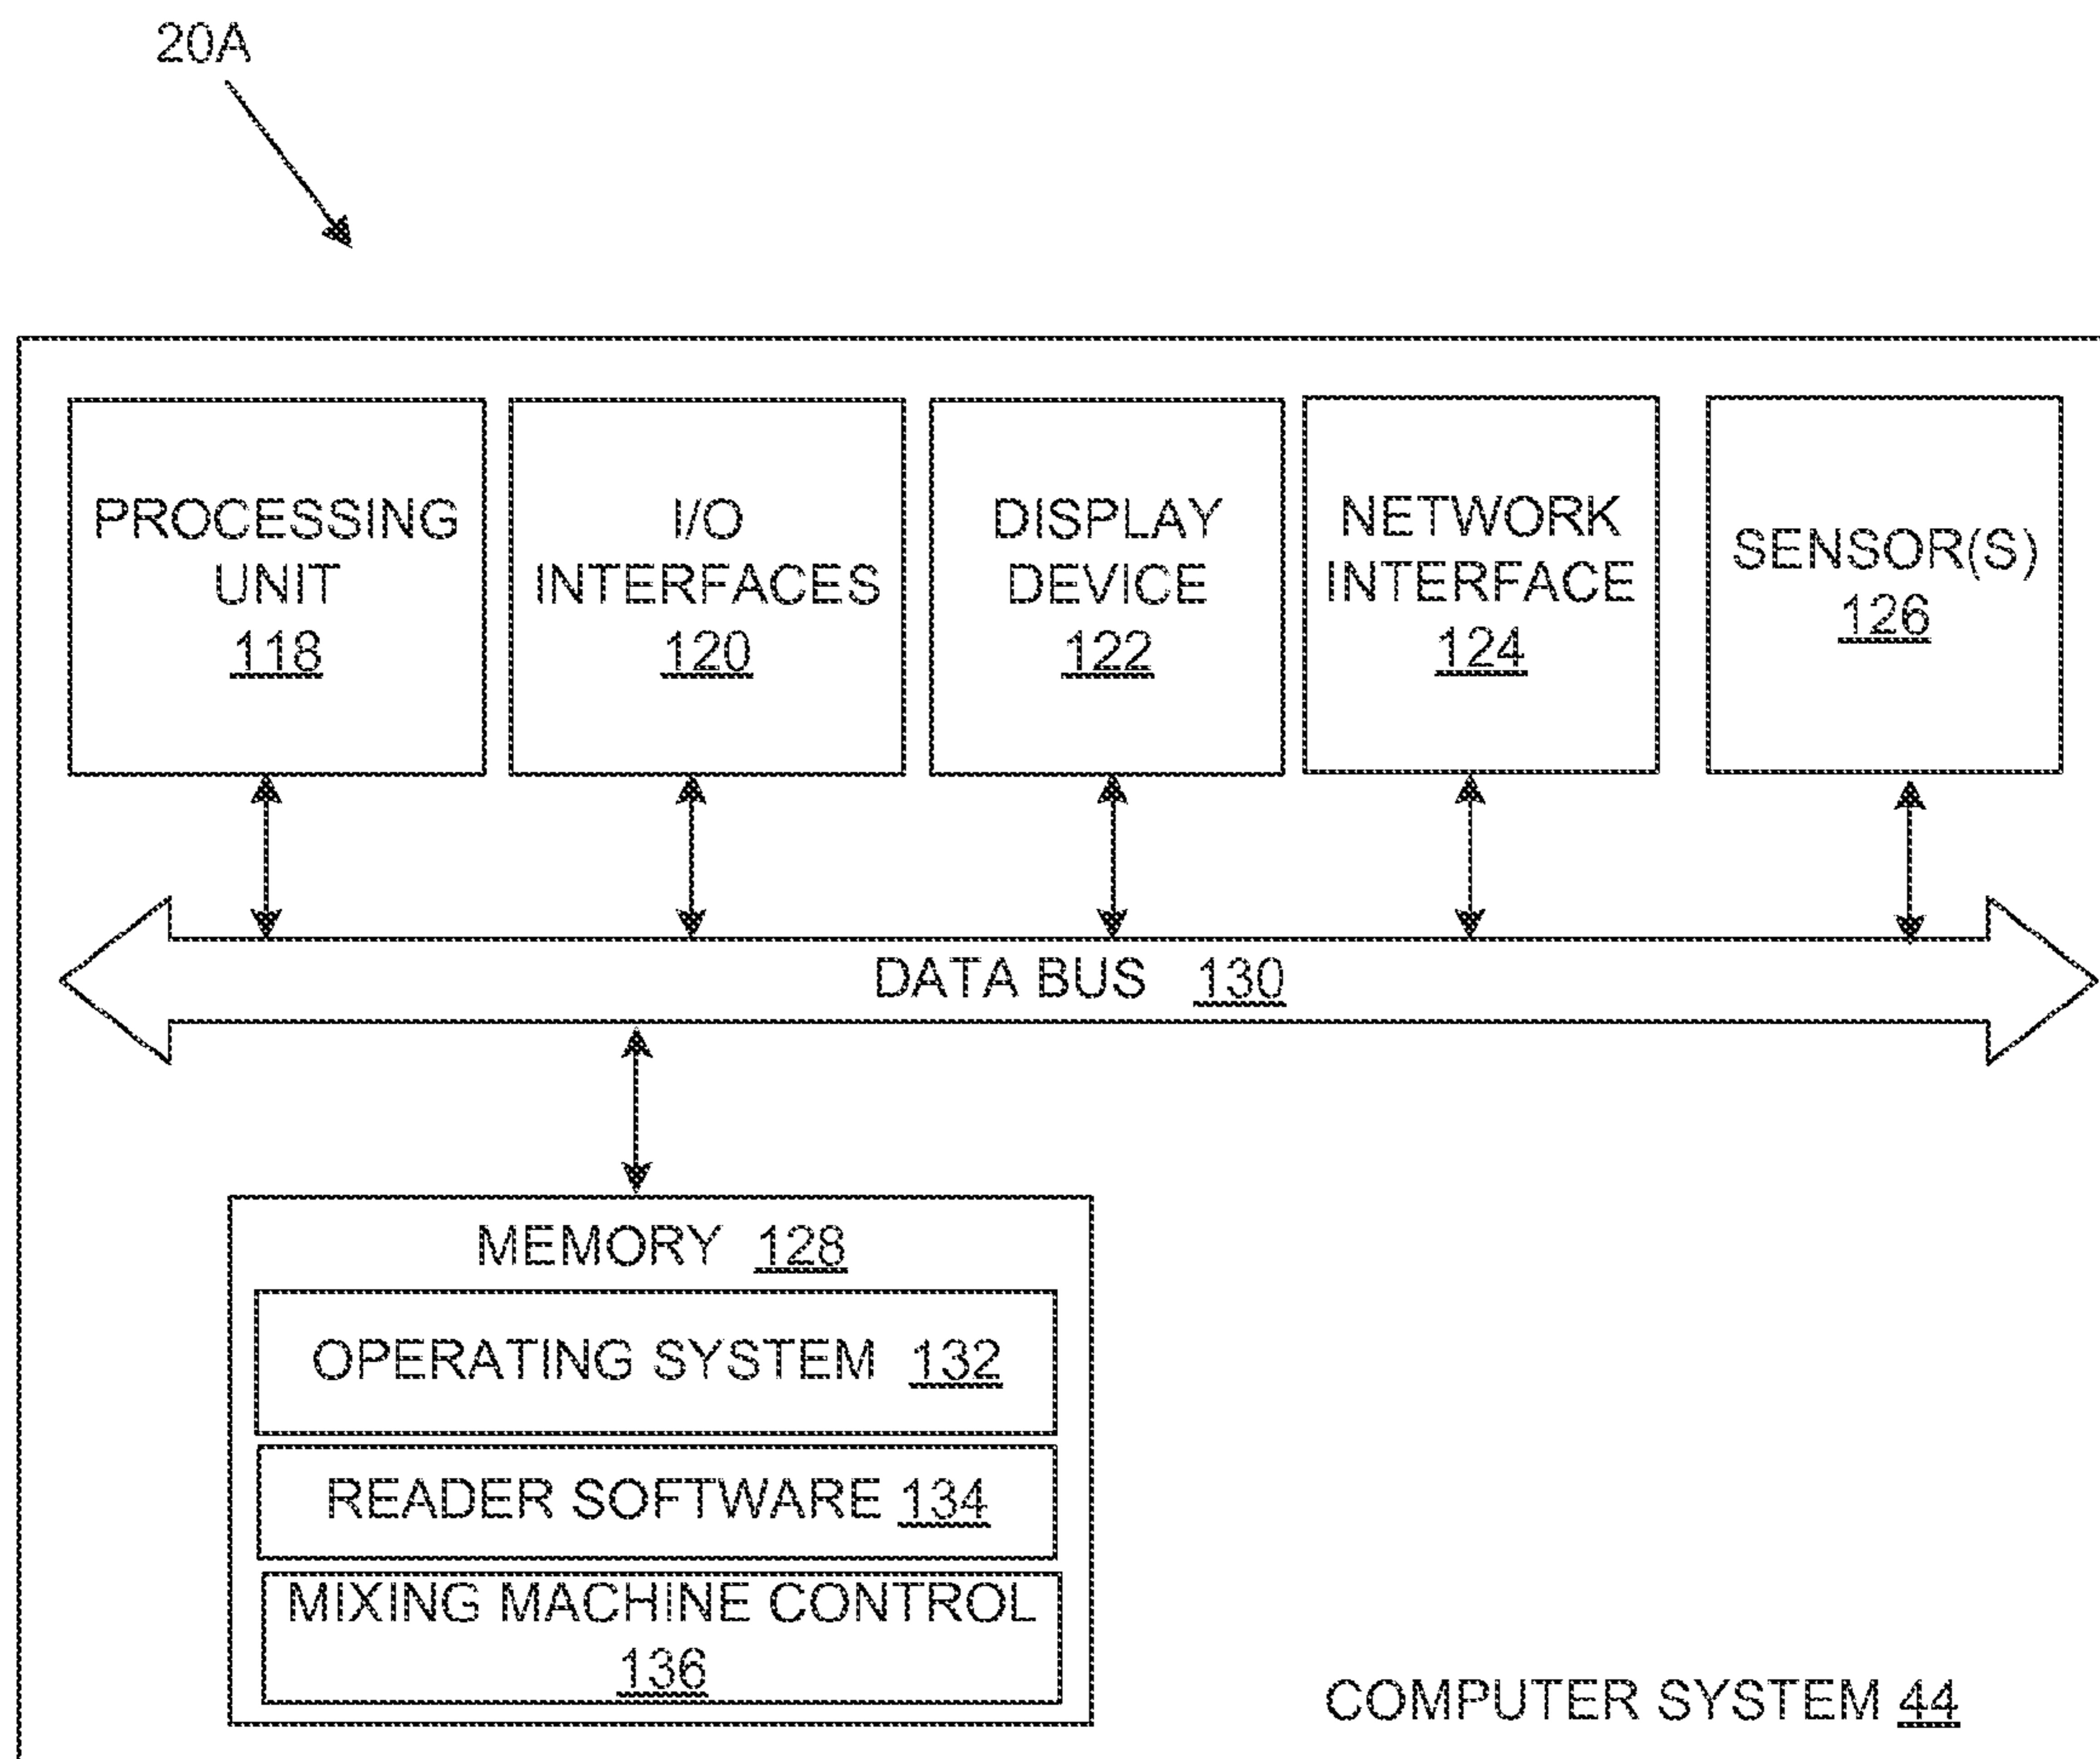 20A
PROCESSING
UNIT
118
I/O
INTERFACES
120
DISPLAY
DEVICE
122
NETWORK
INTERFACE
124
SENSOR(S)
126
DATA BUS 130
MEMORY 128
OPERATING SYSTEM 132
READER SOFTWARE 134
MIXING MACHINE CONTROL
136
COMPUTER SYSTEM 44